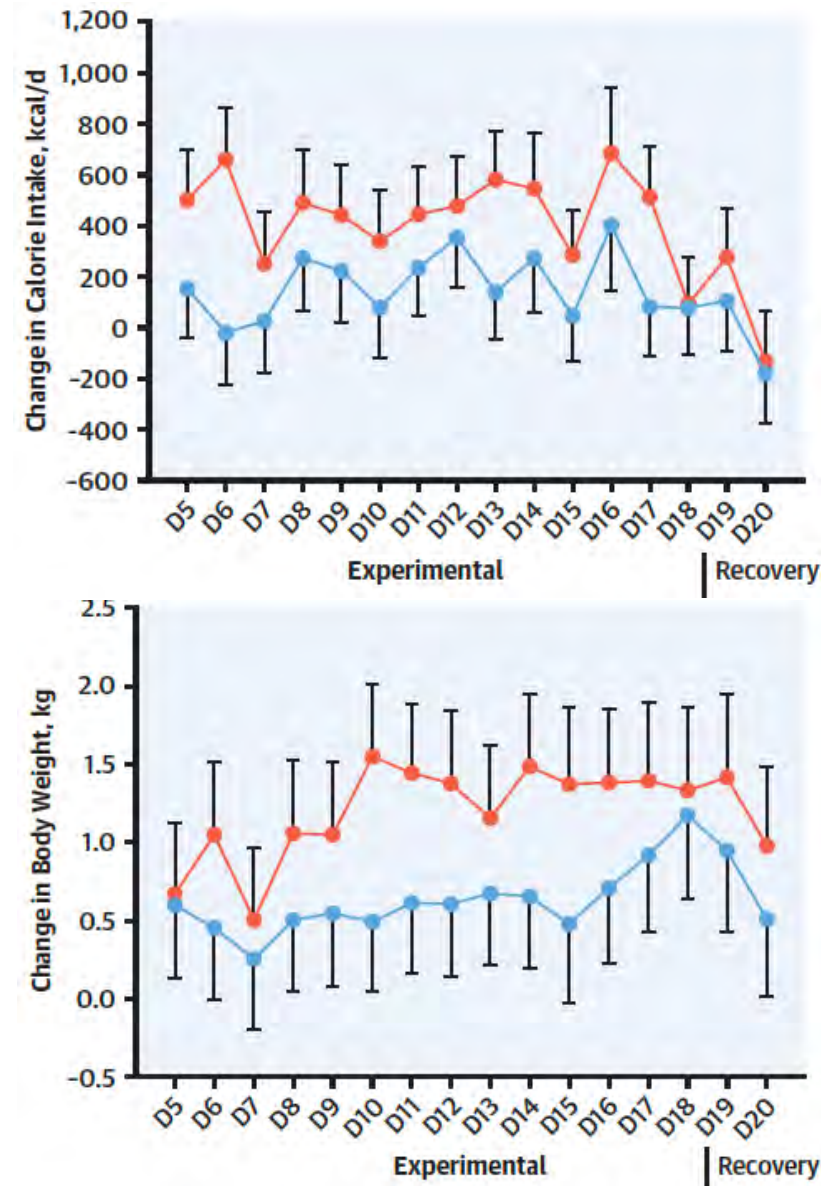 Change in Calorie Intake, kcal/d
1,200
1,000
800
600
400
200
0
−200
−400
−600
D5 D6 D7 D8 D9 D10 D11 D12 D13 D14 D15 D16 D17 D18 D19 D20
Experimental | Recovery
Change in Body Weight, kg
2.5
2.0
1.5
1.0
0.5
0.0
−0.5
D5 D6 D7 D8 D9 D10 D11 D12 D13 D14 D15 D16 D17 D18 D19 D20
Experimental | Recovery